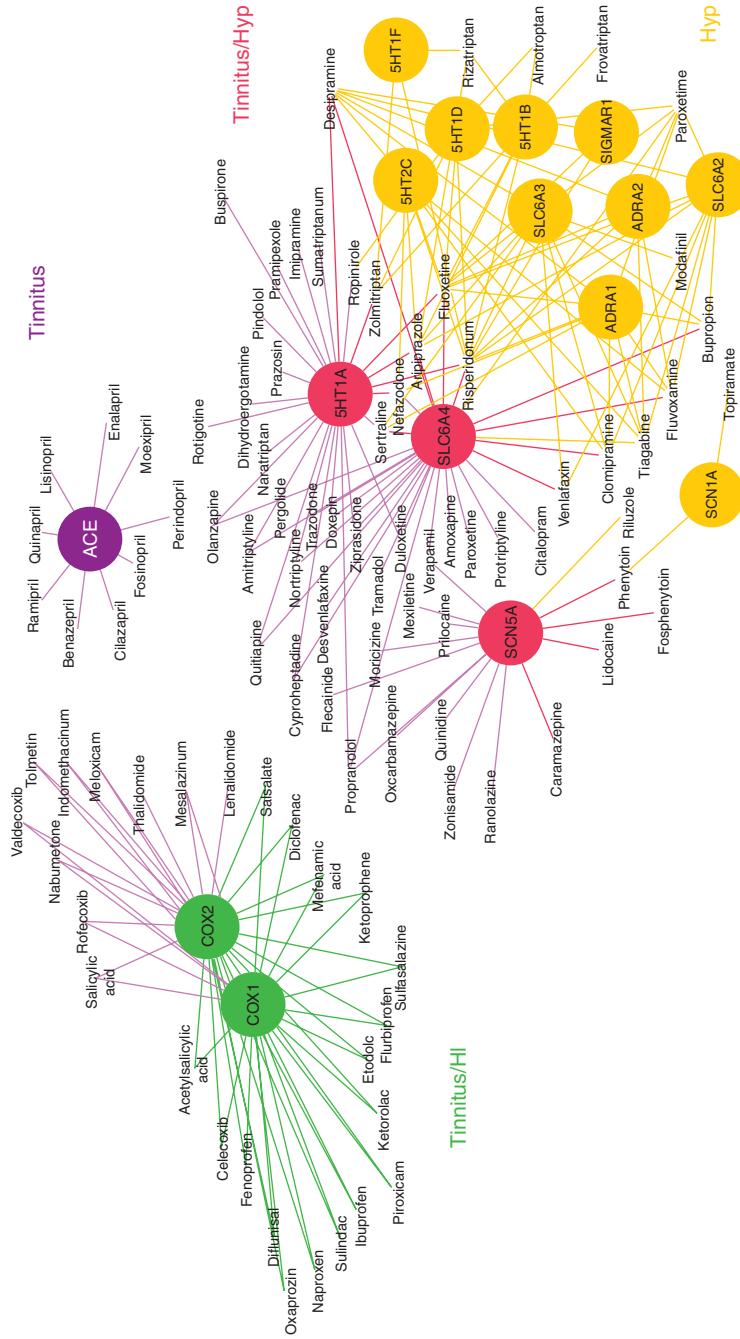 Tinnitus
Tinnitus/HI
Tinnitus/Hyp
Hyp
Valdecoxib
Tolmetin
Nabumetone
Indomethacinum
Meloxicam
Rofecoxib
Thalidomide
Salicylic
acid
Mesalazinum
Lenalidomide
COX2
Salsalate
Acetylsalicylic
acid
COX1
Diclofenac
Celecoxib
Mefenamic
acid
Fenoprofen
Ketoprophene
Diflunisal
Oxaprozin
Sulfasalazine
Flurbiprofen
Etodolc
Naproxen
Sulindac
Ibuprofen
Ketorolac
Piroxicam
Ramipril
Quinapril
Lisinopril
Enalapril
Benazepril
ACE
Moexipril
Cilazapril
Fosinopril
Perindopril
Rotigotine
Buspirone
Olanzapine
Dihydroergotamine
Prazosin
Pindolol
Pramipexole
Naratriptan
Imipramine
Amitriptyline
Pergolide
Sumatriptanum
Quitiapine
Nortriptyline
Trazodone
Doxepin
5HT1A
Ropinirole
Cyproheptadine
Desvenlafaxine
Ziprasidone
Sertraline
Nefazodone
Zolmitriptan
Desipramine
Flecainide
Moricizine
Tramadol
Duloxetine
Aripiprazole
Propranolol
Mexiletine
Verapamil
SLC6A4
Risperidonum
Fluoxetine
Oxcarbamazepine
Prilocaine
Amoxapine
Paroxetine
Quinidine
Protriptyline
Zonisamide
SCN5A
Citalopram
Ranolazine
Venlafaxin
Caramazepine
Lidocaine
Clomipramine
Phenytoin
Riluzole
Tiagabine
Fosphenytoin
Fluvoxamine
SCN1A
Bupropion
Topiramate
5HT1F
5HT2C
5HT1D
Rizatriptan
5HT1B
Almotroptan
SLC6A3
SIGMAR1
Frovatriptan
ADRA1
ADRA2
Modafinil
Paroxetime
SLC6A2